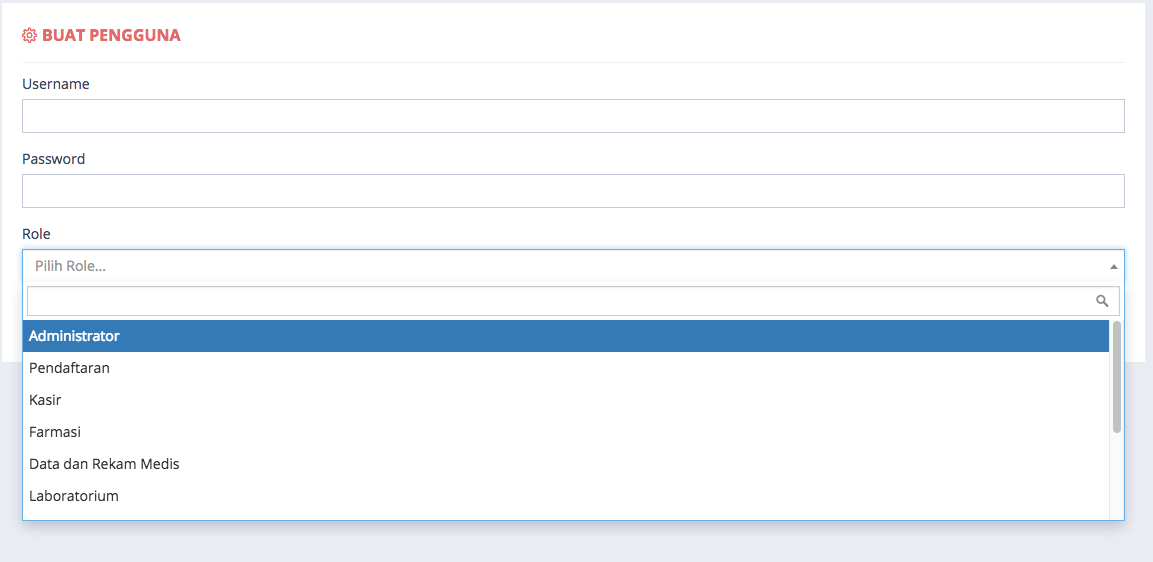 BUAT PENGGUNA
Username
Password
Role
Pilih Role...
Administrator
Pendaftaran
Kasir
Farmasi
Data dan Rekam Medis
Laboratorium